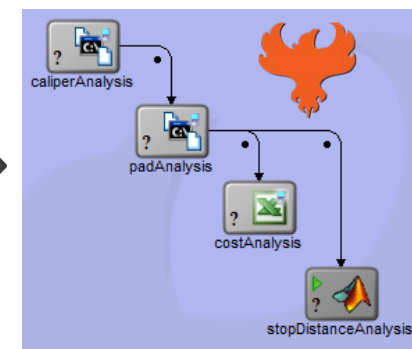 ?
caliperAnalysis
?
padAnalysis
?
costAnalysis
?
stopDistanceAnalysis